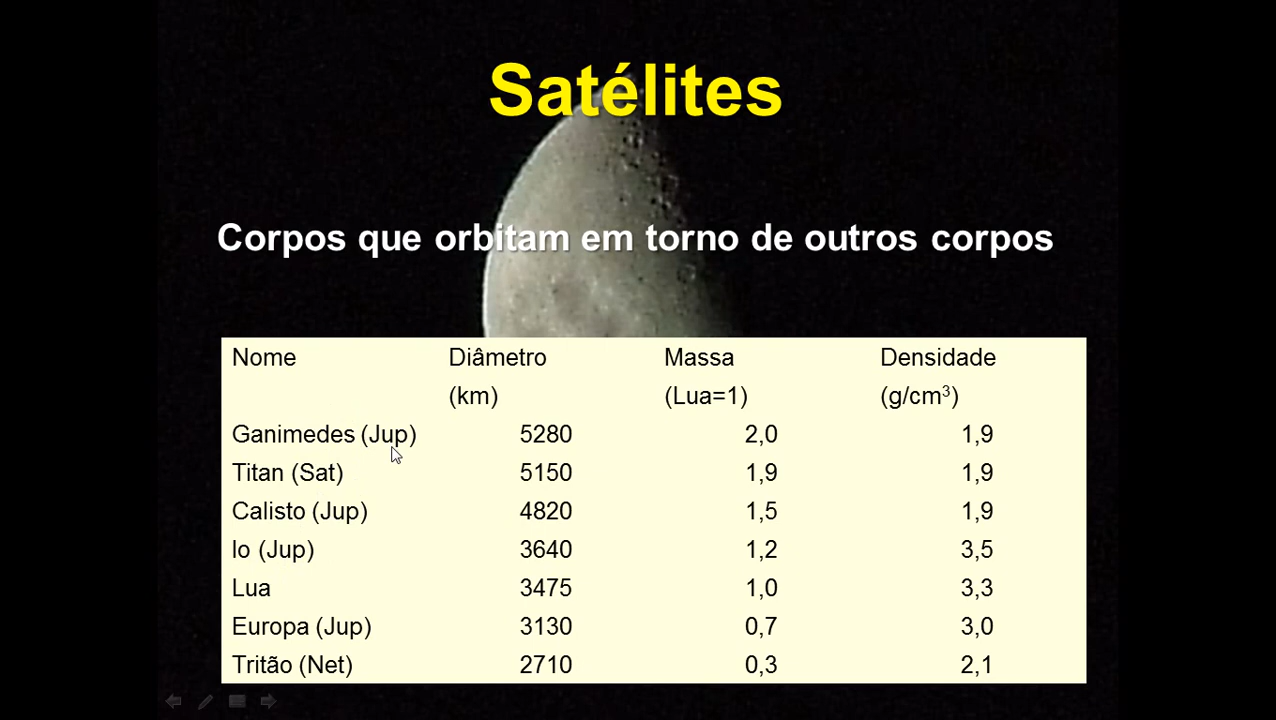 Satélites
Corpos que orbitam em torno de outros corpos
Nome Diâmetro Massa Densidade
(km) (Lua=1) (g/cm³)
Ganimedes (Jup) 5280 2,0 1,9
Titan (Sat) 5150 1,9 1,9
Calisto (Jup) 4820 1,5 1,9
Io (Jup) 3640 1,2 3,5
Lua 3475 1,0 3,3
Europa (Jup) 3130 0,7 3,0
Tritão (Net) 2710 0,3 2,1